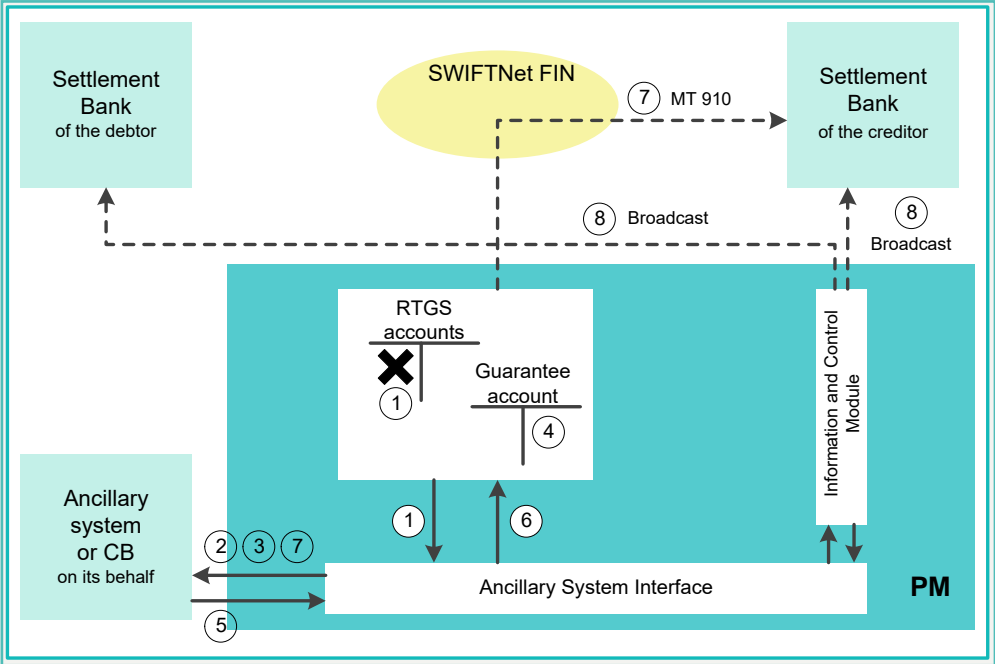 Settlement
Bank
of the debtor
SWIFTNet FIN
7 MT 910
Settlement
Bank
of the creditor
8 Broadcast
8
Broadcast
RTGS
accounts
1
Guarantee
account
4
Information and Control
Module
Ancillary
system
or CB
on its behalf
1
6
2 3 7
5
Ancillary System Interface
PM